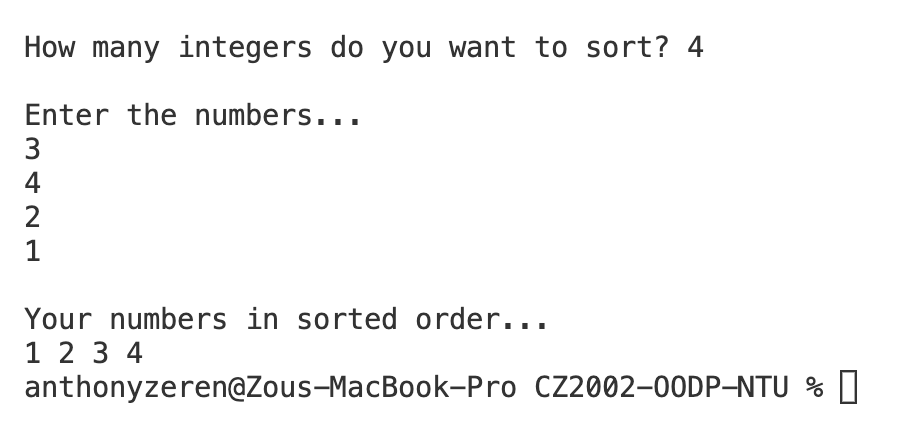 How many integers do you want to sort? 4
Enter the numbers...
3
4
2
1
Your numbers in sorted order...
1 2 3 4
anthonyzeren@Zous-MacBook-Pro CZ2002-OODP-NTU %